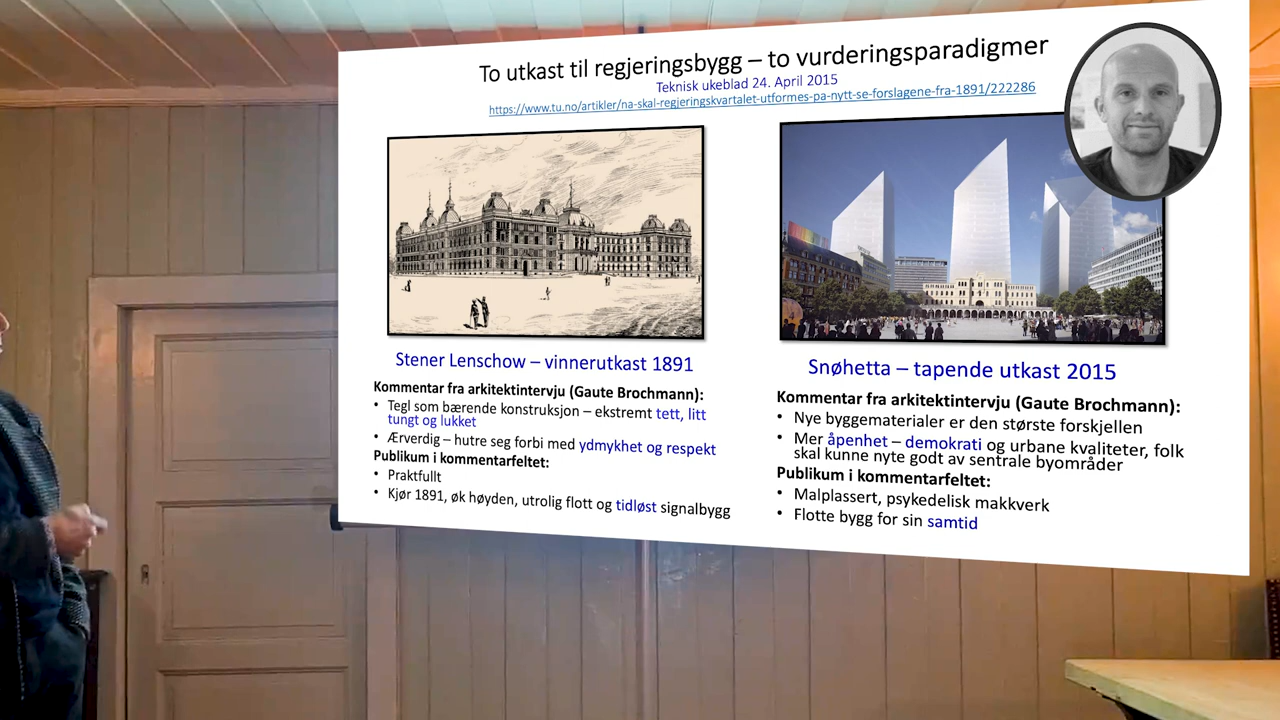 To utkast til regjeringsbygg – to vurderingsparadigmer
Teknisk ukeblad 24. April 2015
https://www.tu.no/artikler/na-skal-regjeringskvartalet-utformes-pa-nytt-se-forslagene-fra-1891/222286
Stener Lenschow – vinnerutkast 1891
Kommentar fra arkitektintervju (Gaute Brochmann):
• Tegl som bærende konstruksjon – ekstremt tett, litt
tungt og lukket
• Ærverdig – hutre seg forbi med ydmykhet og respekt
Publikum i kommentarfeltet:
• Praktfullt
• Kjør 1891, øk høyden, utrolig flott og tidløst signalbygg
Snøhetta – tapende utkast 2015
Kommentar fra arkitektintervju (Gaute Brochmann):
• Nye byggematerialer er den største forskjellen
• Mer åpenhet – demokrati og urbane kvaliteter, folk
skal kunne nyte godt av sentrale byområder
Publikum i kommentarfeltet:
• Malplassert, psykedelisk makkverk
• Flotte bygg for sin samtid